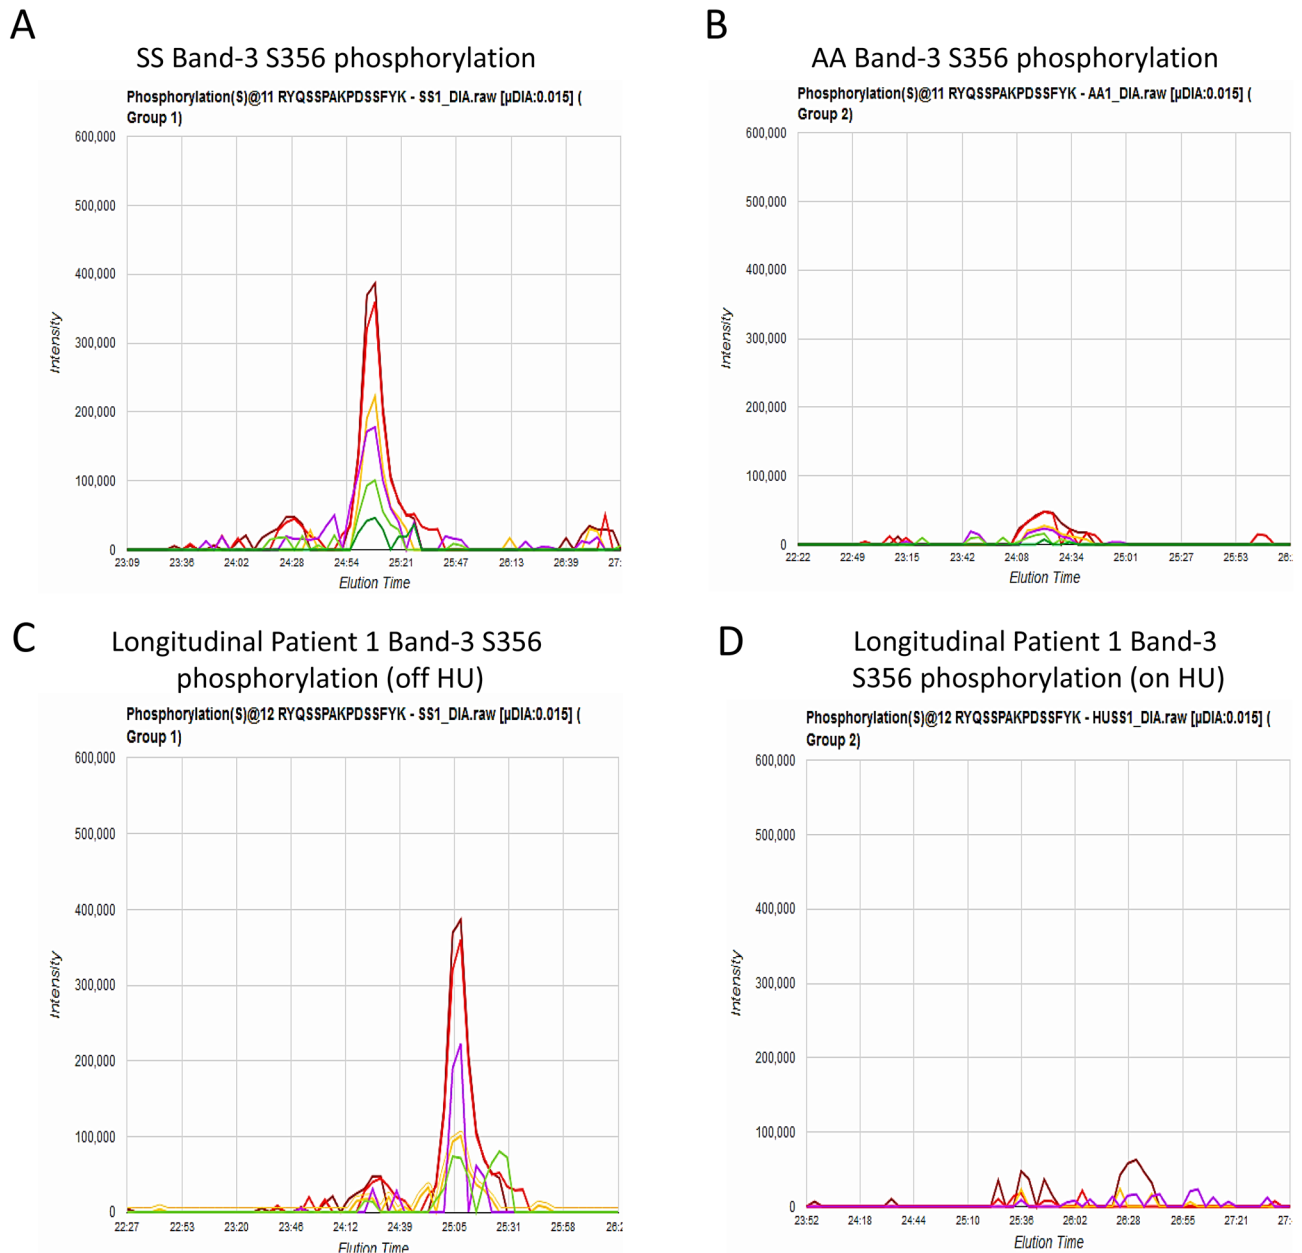 A
SS Band-3 S356 phosphorylation
Phosphorylation(S)@11 RYQSSPAKPDSSFYK - SS1_DIA.raw [µDIA:0.015] (
Group 1)
600,000
500,000
400,000
300,000
200,000
100,000
0
Intensity
23:09 23:36 24:02 24:28 24:54 25:21 25:47 26:13 26:39
Elution Time
B
AA Band-3 S356 phosphorylation
Phosphorylation(S)@11 RYQSSPAKPDSSFYK - AA1_DIA.raw [µDIA:0.015] (
Group 2)
600,000
500,000
400,000
300,000
200,000
100,000
0
Intensity
22:22 22:49 23:15 23:42 24:08 24:34 25:01 25:27 25:53
Elution Time
C
Longitudinal Patient 1 Band-3 S356
phosphorylation (off HU)
Phosphorylation(S)@12 RYQSSPAKPDSSFYK - SS1_DIA.raw [µDIA:0.015] (
Group 1)
600,000
500,000
400,000
300,000
200,000
100,000
0
Intensity
22:27 22:53 23:20 23:46 24:12 24:39 25:05 25:31 25:58
Elution Time
D
Longitudinal Patient 1 Band-3
S356 phosphorylation (on HU)
Phosphorylation(S)@12 RYQSSPAKPDSSFYK - HUSS1_DIA.raw [µDIA:0.015] (
Group 2)
600,000
500,000
400,000
300,000
200,000
100,000
0
Intensity
23:52 24:18 24:44 25:10 25:36 26:02 26:28 26:55 27:21
Elution Time